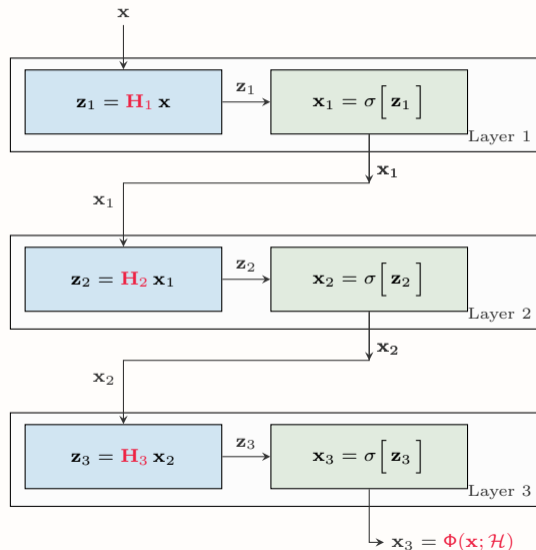 x
z₁ = H₁ x
z₁
x₁ = σ[ z₁ ]
Layer 1
x₁
x₁
z₂ = H₂ x₁
z₂
x₂ = σ[ z₂ ]
Layer 2
x₂
x₂
z₃ = H₃ x₂
z₃
x₃ = σ[ z₃ ]
Layer 3
x₃ = Φ(x; ℋ)